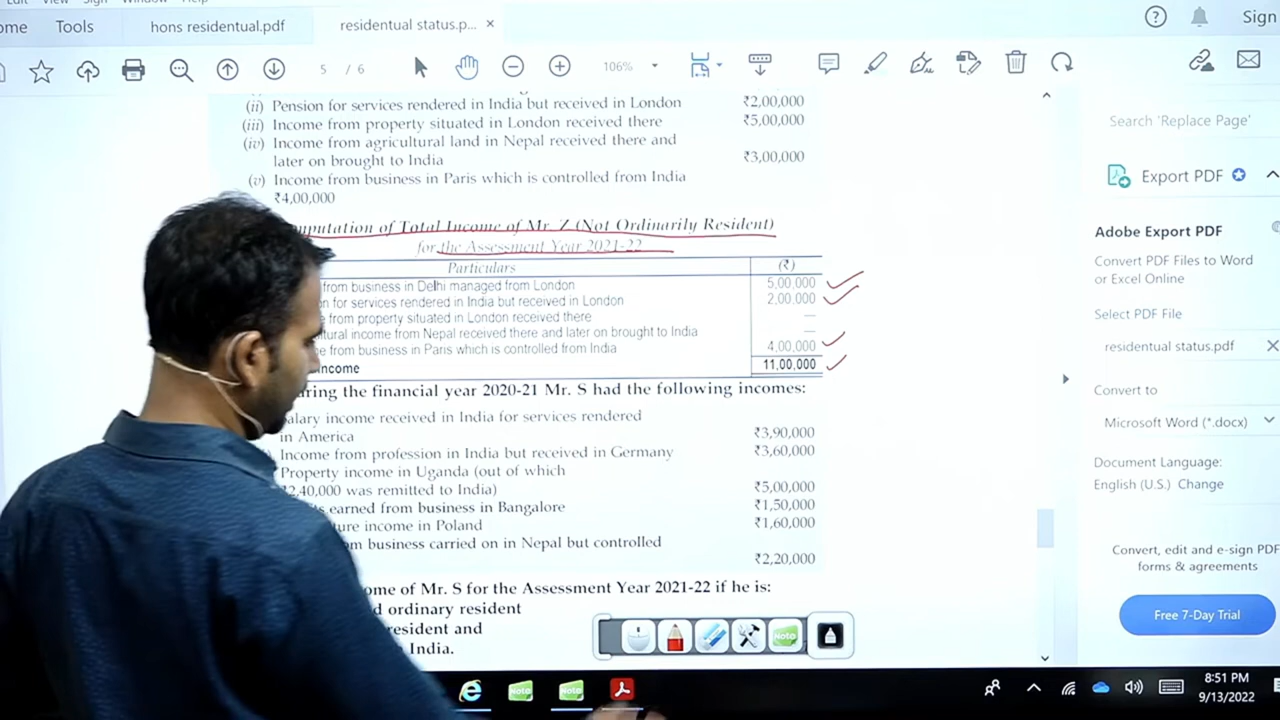 Edit View Sign Window Help
ome Tools hons residentual.pdf residentual status.p... ×
? Sign
5 / 6 106%
(ii) Pension for services rendered in India but received in London ₹2,00,000
(iii) Income from property situated in London received there ₹5,00,000
(iv) Income from agricultural land in Nepal received there and
later on brought to India ₹3,00,000
(v) Income from business in Paris which is controlled from India
₹4,00,000
mputation of Total Income of Mr. Z (Not Ordinarily Resident)
for the Assessment Year 2021-22
Particulars (₹)
from business in Delhi managed from London 5,00,000
n for services rendered in India but received in London 2,00,000
e from property situated in London received there —
ltural income from Nepal received there and later on brought to India —
e from business in Paris which is controlled from India 4,00,000
Income 11,00,000
uring the financial year 2020-21 Mr. S had the following incomes:
Salary income received in India for services rendered
in America ₹3,90,000
Income from profession in India but received in Germany ₹3,60,000
Property income in Uganda (out of which
₹2,40,000 was remitted to India) ₹5,00,000
s earned from business in Bangalore ₹1,50,000
ure income in Poland ₹1,60,000
m business carried on in Nepal but controlled
₹2,20,000
ome of Mr. S for the Assessment Year 2021-22 if he is:
d ordinary resident
esident and
India.
Search 'Replace Page'
Export PDF
Adobe Export PDF
Convert PDF Files to Word
or Excel Online
Select PDF File
residentual status.pdf ×
Convert to
Microsoft Word (*.docx)
Document Language:
English (U.S.) Change
Convert, edit and e-sign PDF
forms & agreements
Free 7-Day Trial
Note
Note Note
8:51 PM
9/13/2022